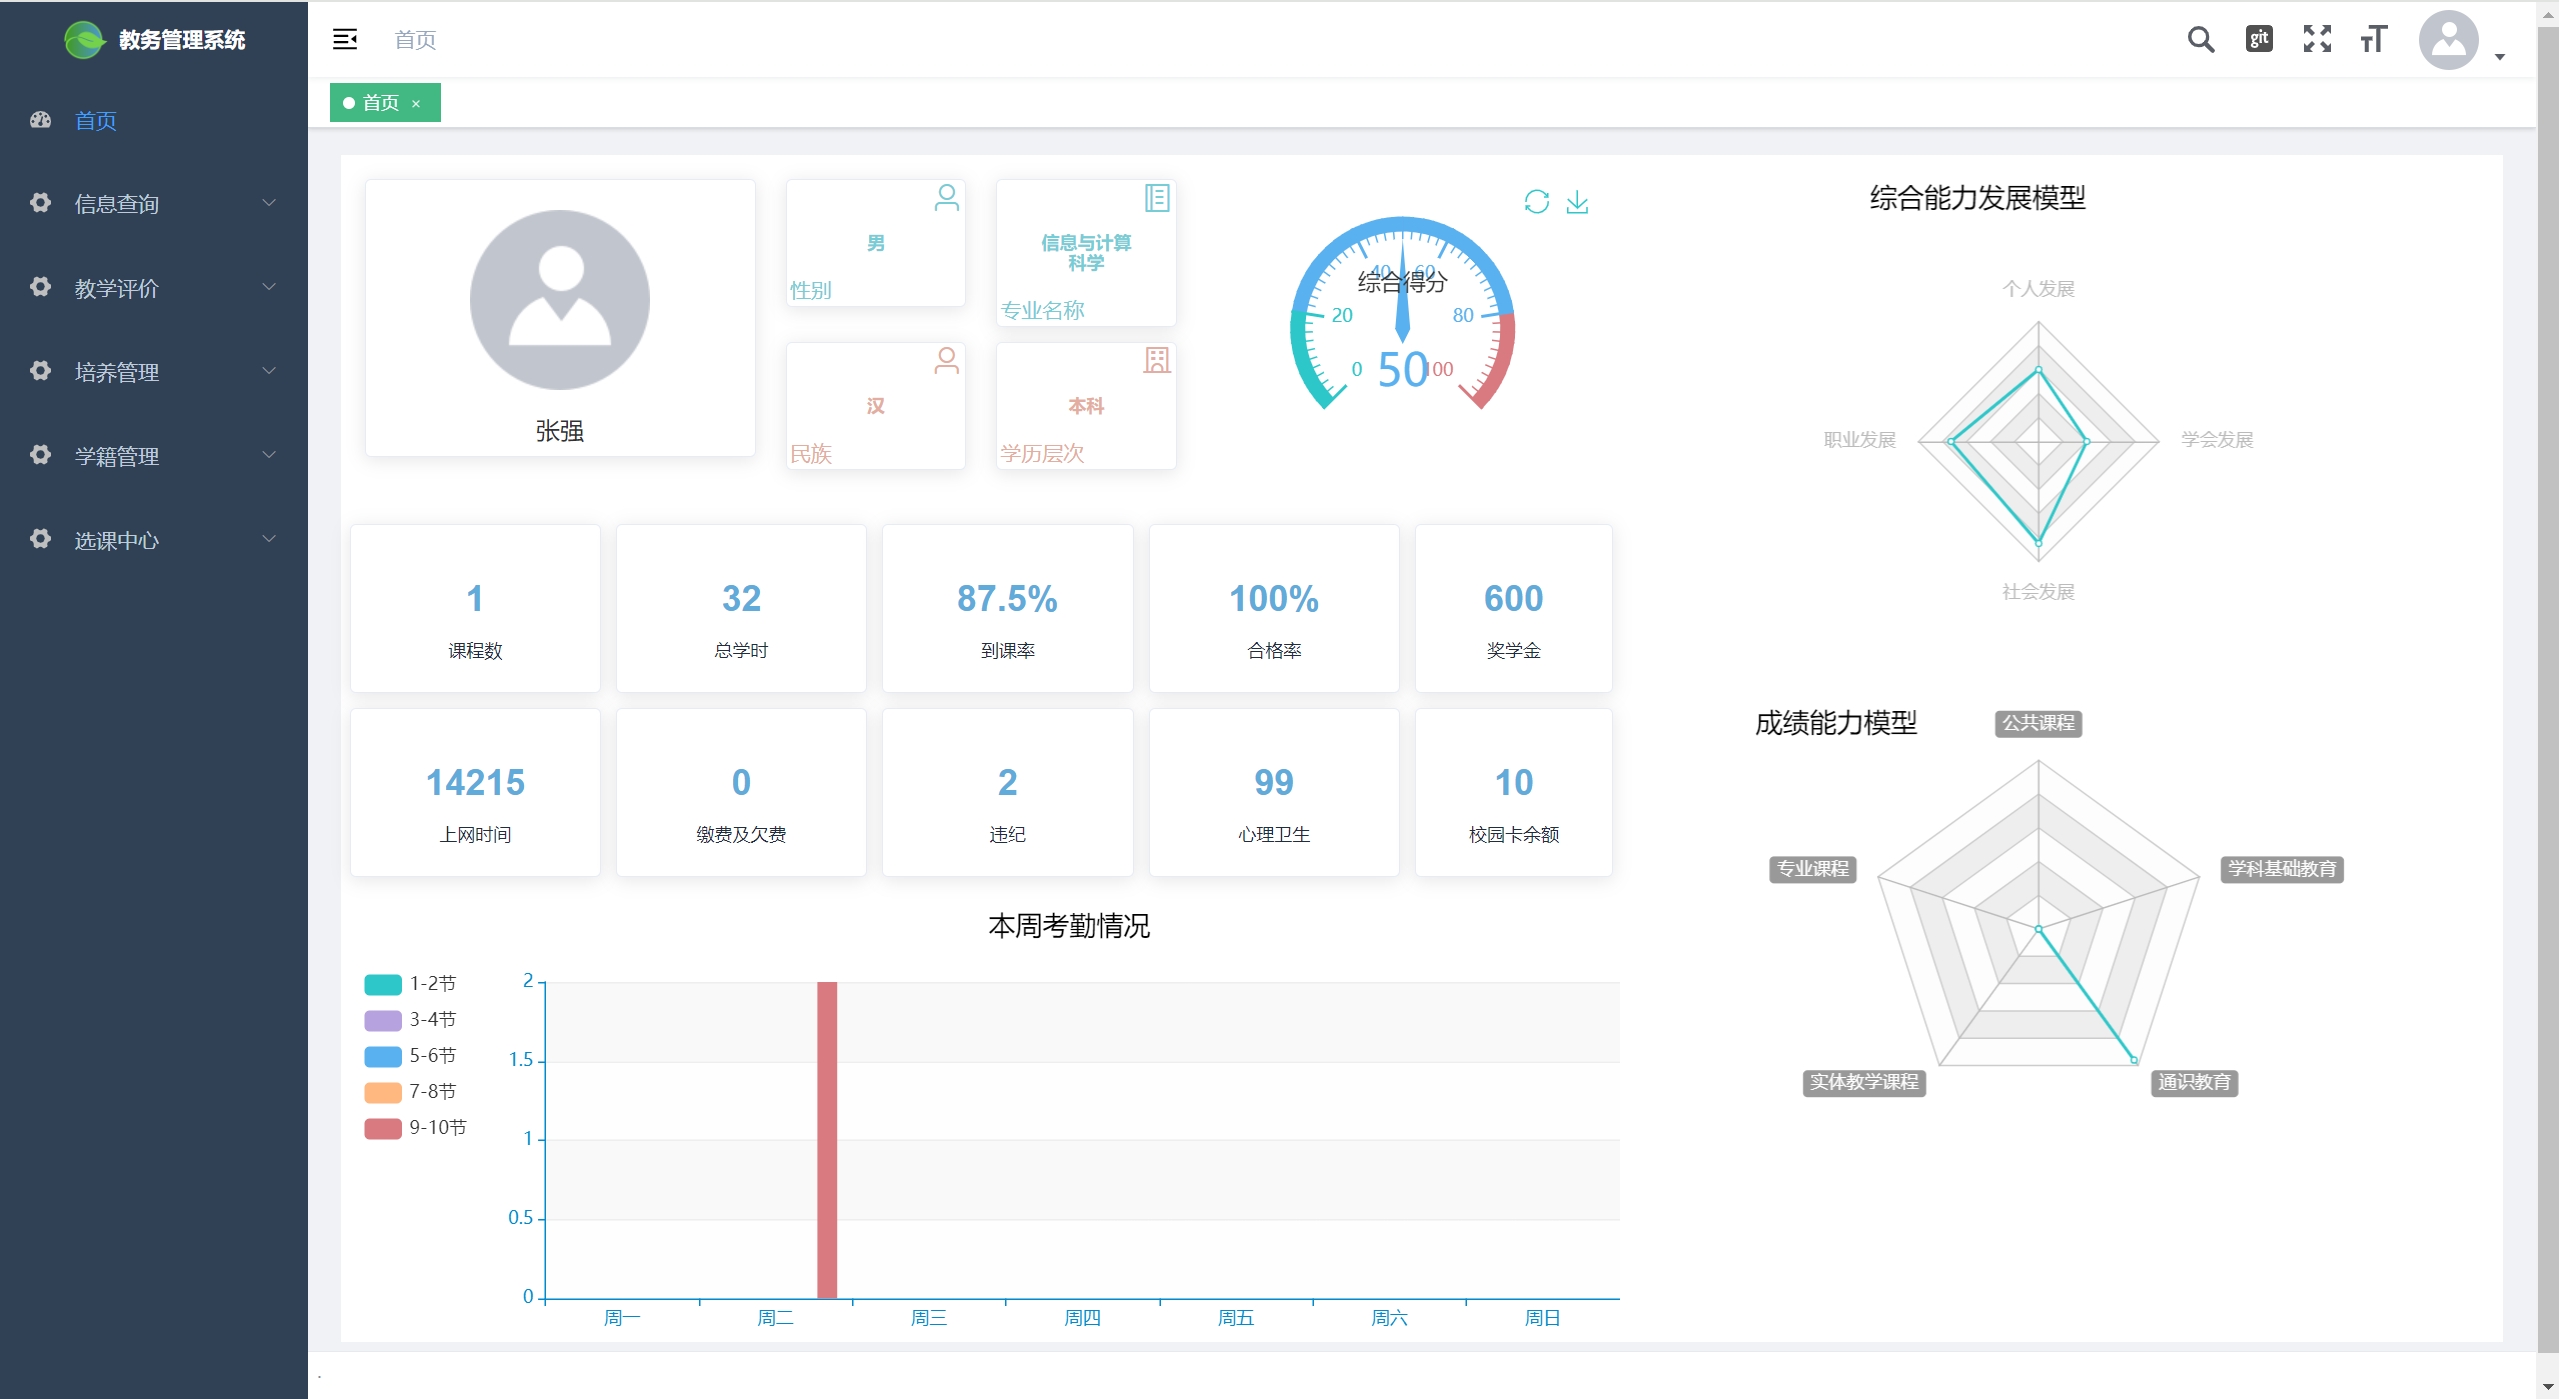 教务管理系统
首页
信息查询
教学评价
培养管理
学籍管理
选课中心
首页
git
首页 ×
张强
男
性别
信息与计算
科学
专业名称
汉
民族
本科
学历层次
综合得分
0
20
40
60
80
100
50
综合能力发展模型
个人发展
职业发展
学会发展
社会发展
1
课程数
32
总学时
87.5%
到课率
100%
合格率
600
奖学金
14215
上网时间
0
缴费及欠费
2
违纪
99
心理卫生
10
校园卡余额
成绩能力模型
公共课程
专业课程
学科基础教育
实体教学课程
通识教育
本周考勤情况
1-2节
3-4节
5-6节
7-8节
9-10节
2
1.5
1
0.5
0
周一
周二
周三
周四
周五
周六
周日
.